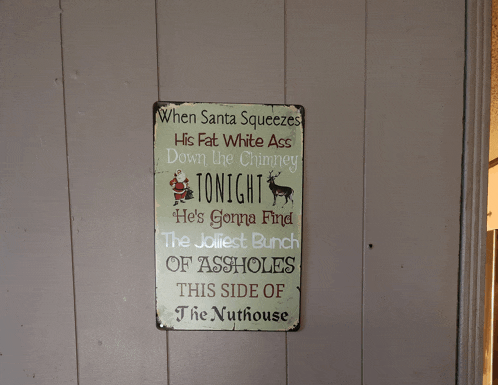 When Santa Squeezes
His Fat White Ass
Down the Chimney
TONIGHT
He's Gonna Find
The Jolliest Bunch
OF ASSHOLES
THIS SIDE OF
The Nuthouse